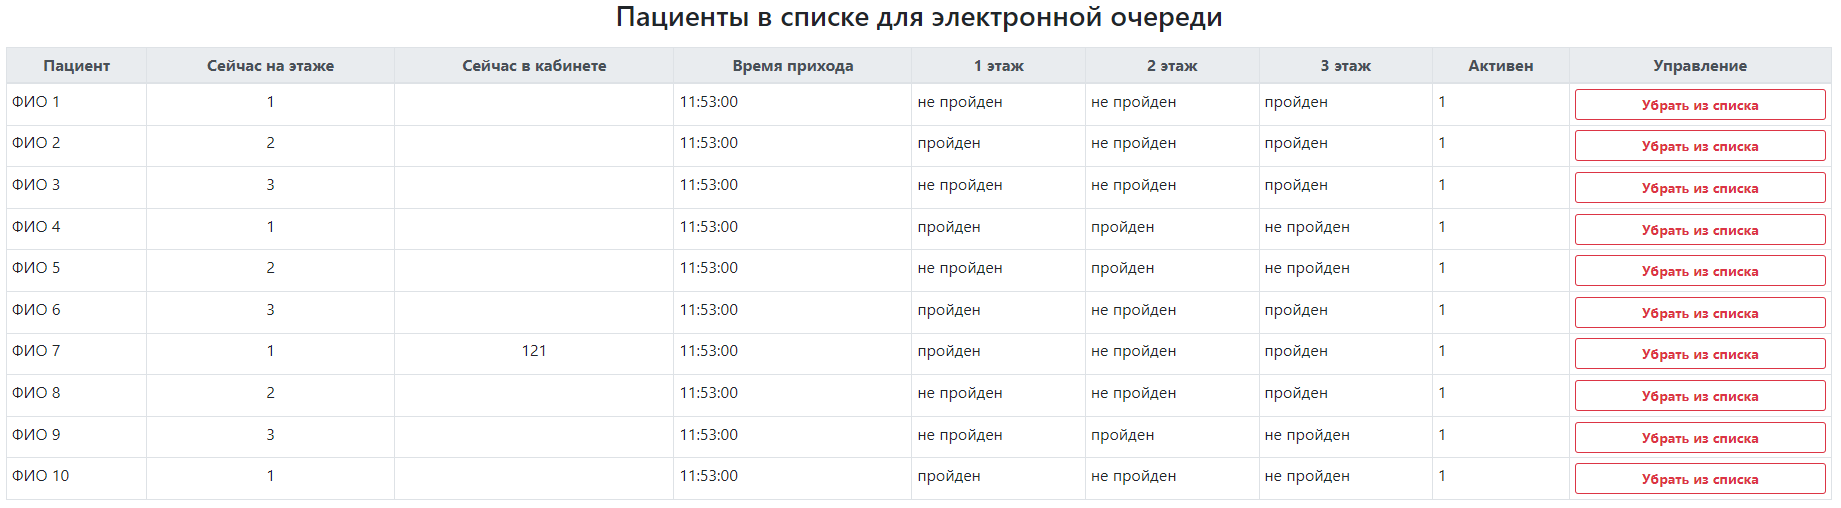 Пациенты в списке для электронной очереди
Пациент Сейчас на этаже Сейчас в кабинете Время прихода 1 этаж 2 этаж 3 этаж Активен Управление
ФИО 1 1 11:53:00 не пройден не пройден пройден 1 Убрать из списка
ФИО 2 2 11:53:00 пройден не пройден пройден 1 Убрать из списка
ФИО 3 3 11:53:00 не пройден не пройден пройден 1 Убрать из списка
ФИО 4 1 11:53:00 пройден пройден не пройден 1 Убрать из списка
ФИО 5 2 11:53:00 не пройден пройден не пройден 1 Убрать из списка
ФИО 6 3 11:53:00 пройден не пройден пройден 1 Убрать из списка
ФИО 7 1 121 11:53:00 пройден не пройден пройден 1 Убрать из списка
ФИО 8 2 11:53:00 не пройден не пройден пройден 1 Убрать из списка
ФИО 9 3 11:53:00 не пройден пройден не пройден 1 Убрать из списка
ФИО 10 1 11:53:00 пройден не пройден не пройден 1 Убрать из списка